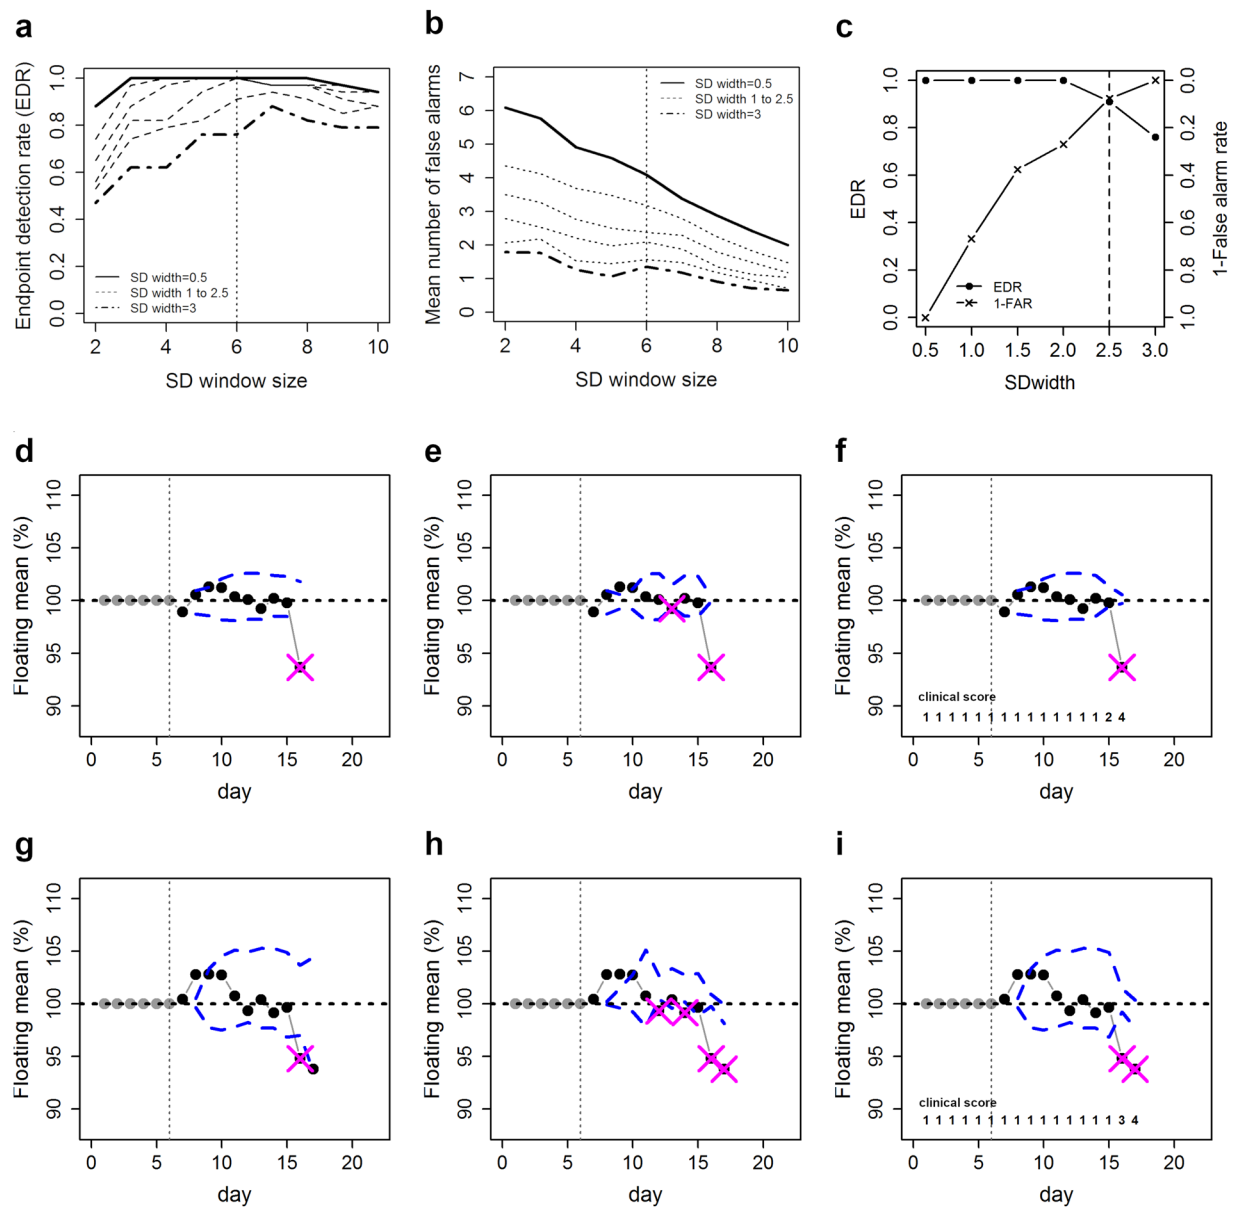 a
Endpoint detection rate (EDR)
0.0 0.2 0.4 0.6 0.8 1.0
SD width=0.5
SD width 1 to 2.5
SD width=3
2 4 6 8 10
SD window size
b
Mean number of false alarms
0 1 2 3 4 5 6 7
SD width=0.5
SD width 1 to 2.5
SD width=3
2 4 6 8 10
SD window size
c
EDR
0.0 0.2 0.4 0.6 0.8 1.0
EDR
1-FAR
0.5 1.0 1.5 2.0 2.5 3.0
SDwidth
1.0 0.8 0.6 0.4 0.2 0.0
1-False alarm rate
d
Floating mean (%)
90 95 100 105 110
0 5 10 15 20
day
e
Floating mean (%)
90 95 100 105 110
0 5 10 15 20
day
f
Floating mean (%)
90 95 100 105 110
clinical score
1 1 1 1 1 1 1 1 1 1 1 1 1 1 2 4
0 5 10 15 20
day
g
Floating mean (%)
90 95 100 105 110
0 5 10 15 20
day
h
Floating mean (%)
90 95 100 105 110
0 5 10 15 20
day
i
Floating mean (%)
90 95 100 105 110
clinical score
1 1 1 1 1 1 1 1 1 1 1 1 1 1 1 3 4
0 5 10 15 20
day